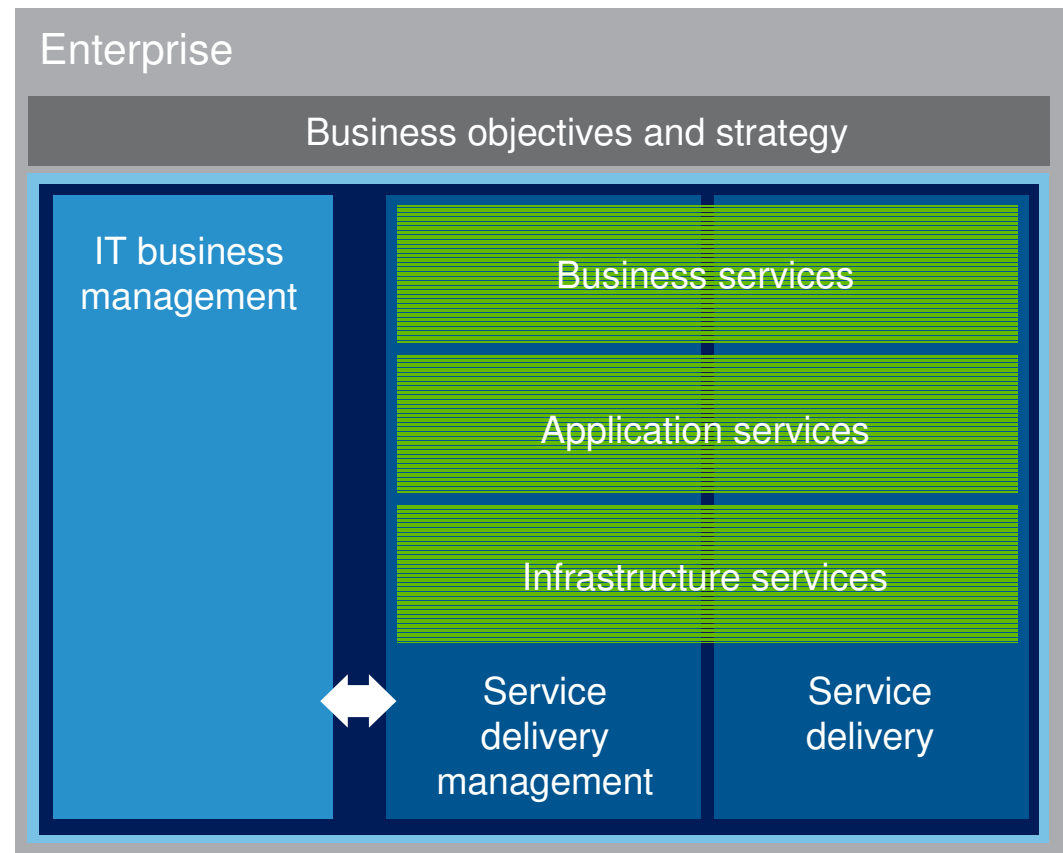 Enterprise
Business objectives and strategy
IT business
management
Business services
Application services
Infrastructure services
Service
delivery
management
Service
delivery